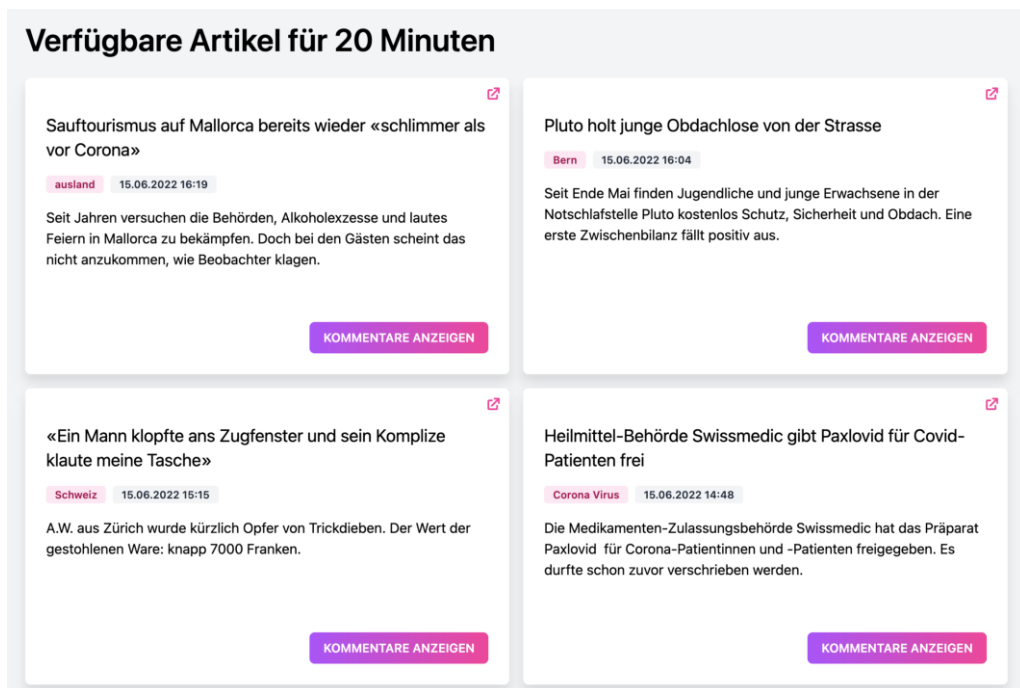 Verfügbare Artikel für 20 Minuten
Sauftourismus auf Mallorca bereits wieder «schlimmer als
vor Corona»
ausland 15.06.2022 16:19
Seit Jahren versuchen die Behörden, Alkoholexzesse und lautes
Feiern in Mallorca zu bekämpfen. Doch bei den Gästen scheint das
nicht anzukommen, wie Beobachter klagen.
KOMMENTARE ANZEIGEN
Pluto holt junge Obdachlose von der Strasse
Bern 15.06.2022 16:04
Seit Ende Mai finden Jugendliche und junge Erwachsene in der
Notschlafstelle Pluto kostenlos Schutz, Sicherheit und Obdach. Eine
erste Zwischenbilanz fällt positiv aus.
KOMMENTARE ANZEIGEN
«Ein Mann klopfte ans Zugfenster und sein Komplize
klaute meine Tasche»
Schweiz 15.06.2022 15:15
A.W. aus Zürich wurde kürzlich Opfer von Trickdieben. Der Wert der
gestohlenen Ware: knapp 7000 Franken.
KOMMENTARE ANZEIGEN
Heilmittel-Behörde Swissmedic gibt Paxlovid für Covid-
Patienten frei
Corona Virus 15.06.2022 14:48
Die Medikamenten-Zulassungsbehörde Swissmedic hat das Präparat
Paxlovid  für Corona-Patientinnen und -Patienten freigegeben. Es
durfte schon zuvor verschrieben werden.
KOMMENTARE ANZEIGEN